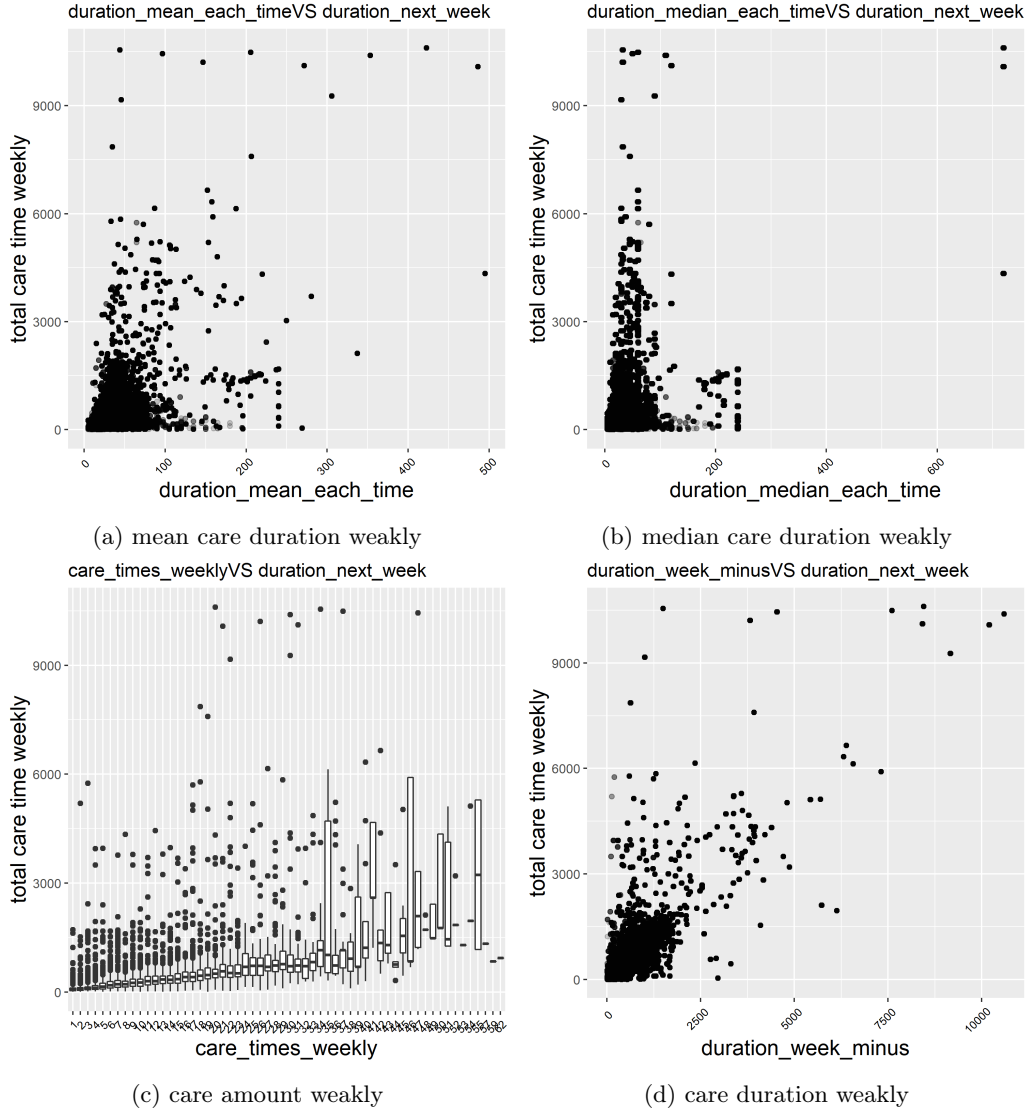 duration_mean_each_timeVS duration_next_week
total care time weekly
9000
6000
3000
0
0
100
200
300
400
500
duration_mean_each_time
(a) mean care duration weakly
duration_median_each_timeVS duration_next_week
total care time weekly
9000
6000
3000
0
0
200
400
600
duration_median_each_time
(b) median care duration weakly
care_times_weeklyVS duration_next_week
total care time weekly
9000
6000
3000
0
care_times_weekly
(c) care amount weakly
duration_week_minusVS duration_next_week
total care time weekly
9000
6000
3000
0
0
2500
5000
7500
10000
duration_week_minus
(d) care duration weakly